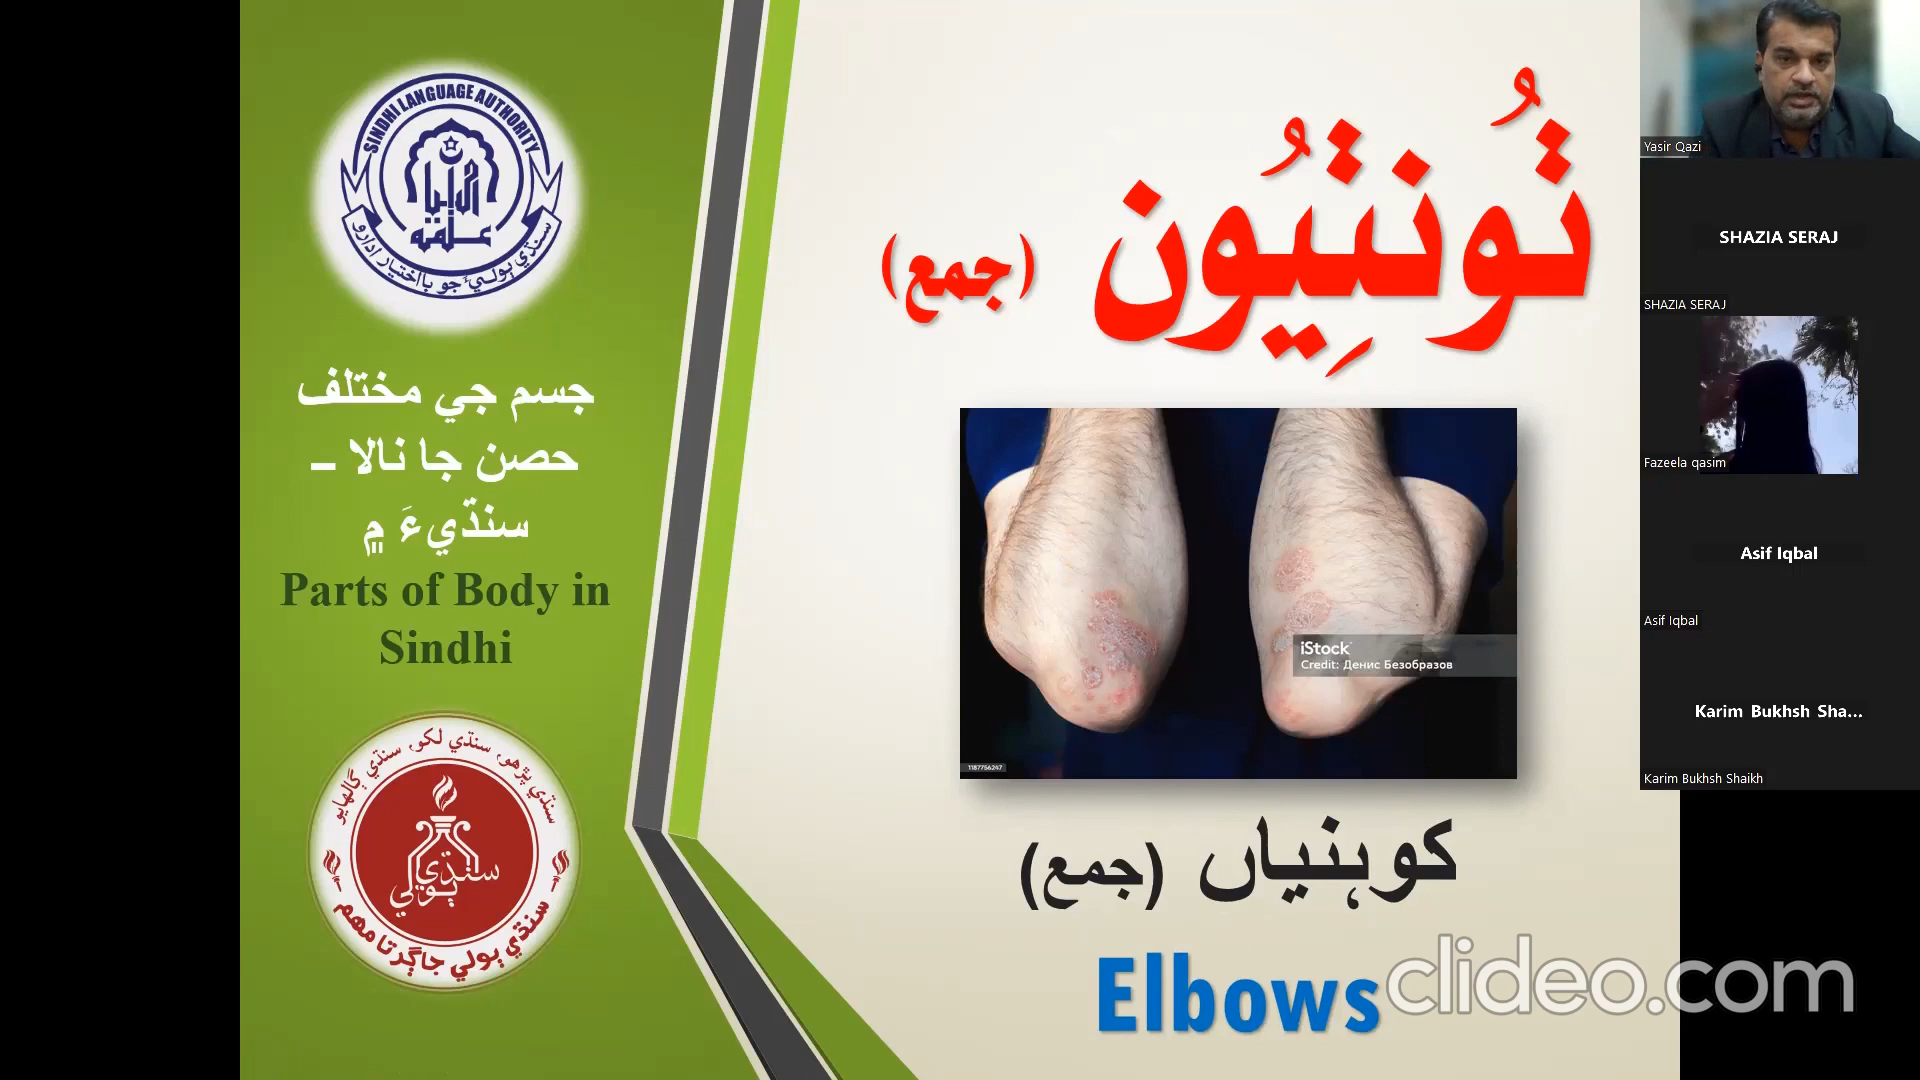 SINDHI LANGUAGE AUTHORITY
سنڌي ٻوليءَ جو بااختيار ادارو
جسم جي مختلف
حصن جا نالا ـ
سنڌيءَ ۾
Parts of Body in
Sindhi
سنڌي پڙهو، سنڌي لکو، سنڌي ڳالهايو
سنڌي ٻولي
سنڌي ٻولي جاڳرتا مهم
ٺُونٺِيُون (جمع)
iStock
Credit: Денис Безобразов
1187756247
کوہنیاں (جمع)
Elbows
clideo.com
Yasir Qazi
SHAZIA SERAJ
SHAZIA SERAJ
Fazeela qasim
Asif Iqbal
Asif Iqbal
Karim Bukhsh Sha...
Karim Bukhsh Shaikh